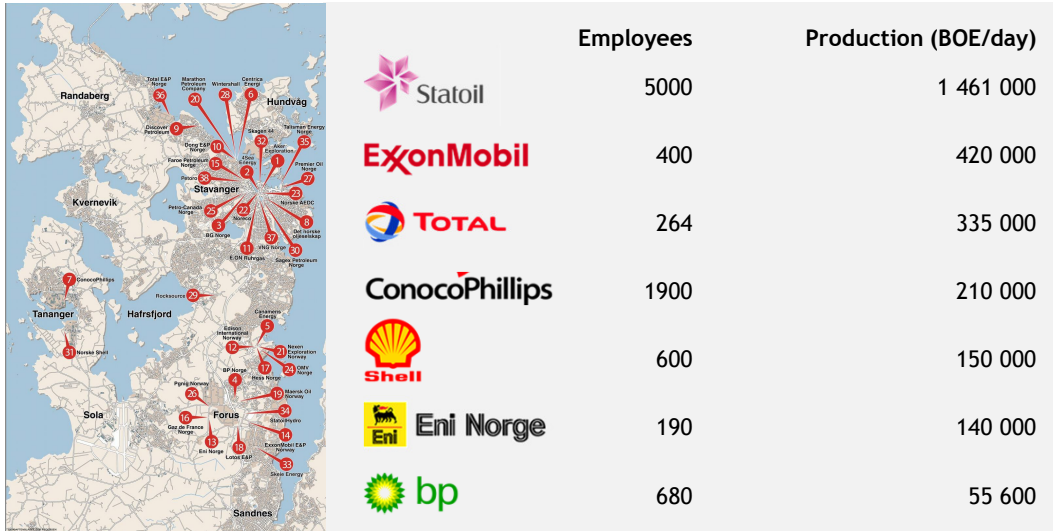 Total E&P
Norge
36
Marathon
Petroleum
Company
20
Wintershall
28
Centrica
Energi
6
Randaberg
Hundvåg
Discover
Petroleum
9
Skagen 44
32
Talisman Energy
Norge
35
Dong E&P
Norge
10
4Sea
Energy
2
Aker
Exploration
1
Faroe Petroleum
Norge
15
Premier Oil
Norge
27
Petoro
38
Stavanger
23
Norske AEDC
Kvernevik
Petro-Canada
Norge
25
22
Noreco
3
BG Norge
8
Det norske
oljeselskap
11
E.ON Ruhrgas
37
VNG Norge
30
Sagex Petroleum
Norge
7
ConocoPhillips
Rocksource
29
Tananger
Hafrsfjord
Canamens
Energy
5
Edison
International
Norway
12
31
Norske Shell
21
Nexen
Exploration
Norway
17
Hess Norge
24
OMV
Norge
BP Norge
4
Pgnig Norway
26
19
Maersk Oil
Norway
Sola
16
Gaz de France
Norge
Forus
34
StatoilHydro
13
Eni Norge
18
Lotos E&P
14
ExxonMobil E&P
Norway
33
Skeie Energy
Sandnes
Employees Production (BOE/day)
Statoil 5000 1 461 000
ExxonMobil 400 420 000
TOTAL 264 335 000
ConocoPhillips 1900 210 000
Shell 600 150 000
Eni Eni Norge 190 140 000
bp 680 55 600